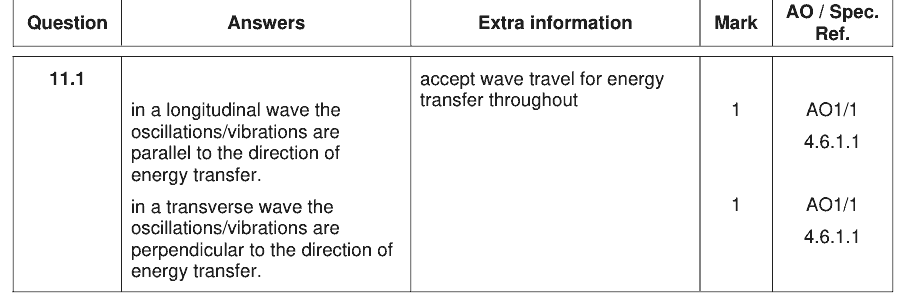 Question Answers Extra information Mark AO / Spec.
Ref.
11.1 accept wave travel for energy
transfer throughout
in a longitudinal wave the 1 AO1/1
oscillations/vibrations are
parallel to the direction of 4.6.1.1
energy transfer.
in a transverse wave the 1 AO1/1
oscillations/vibrations are
perpendicular to the direction of 4.6.1.1
energy transfer.